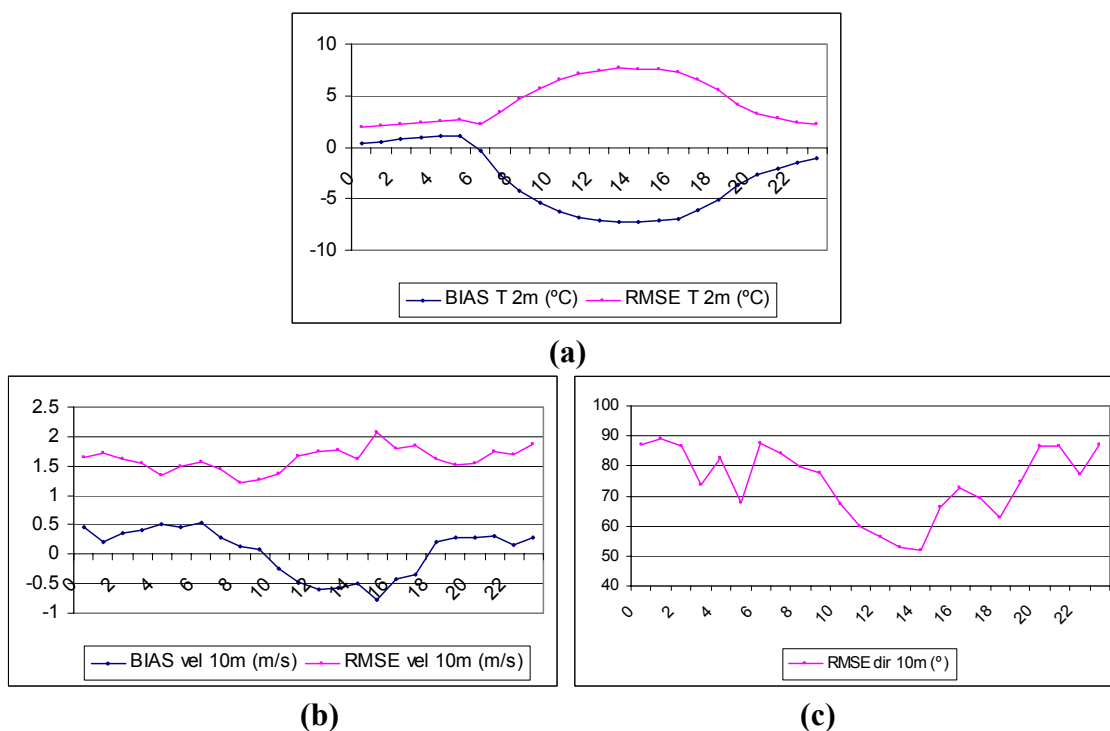 10
5
0
-5
-10
0 2 4 6 8 10 12 14 16 18 20 22
BIAS T 2m (ºC) RMSE T 2m (ºC)
(a)
2.5
2
1.5
1
0.5
0
-0.5
-1
0 2 4 6 8 10 12 14 16 18 20 22
BIAS vel 10m (m/s) RMSE vel 10m (m/s)
(b)
100
90
80
70
60
50
40
0 2 4 6 8 10 12 14 16 18 20 22
RMSE dir 10m (º)
(c)